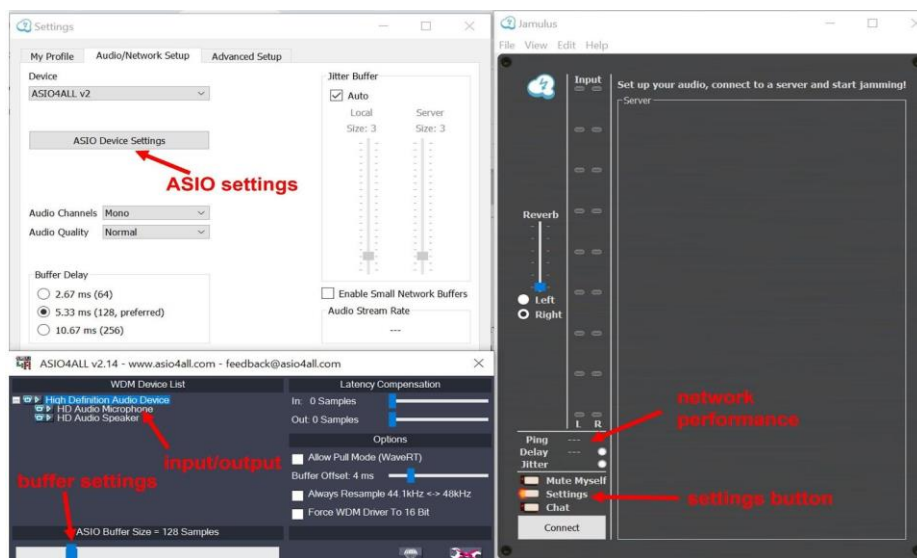 Settings
My Profile
Audio/Network Setup
Advanced Setup
Device
ASIO4ALL v2
ASIO Device Settings
ASIO settings
Audio Channels Mono
Audio Quality Normal
Buffer Delay
2.67 ms (64)
5.33 ms (128, preferred)
10.67 ms (256)
Jitter Buffer
Auto
Local Server
Size: 3 Size: 3
Enable Small Network Buffers
Audio Stream Rate
---
ASIO4ALL v2.14 - www.asio4all.com - feedback@asio4all.com
WDM Device List
High Definition Audio Device
HD Audio Microphone
HD Audio Speaker
input/output
buffer settings
ASIO Buffer Size = 128 Samples
Latency Compensation
In: 0 Samples
Out: 0 Samples
Options
Allow Pull Mode (WaveRT)
Buffer Offset: 4 ms
Always Resample 44.1kHz <-> 48kHz
Force WDM Driver To 16 Bit
Jamulus
File View Edit Help
Input
Set up your audio, connect to a server and start jamming!
Server
Reverb
Left
Right
L R
network
performance
Ping ---
Delay ---
Jitter
Mute Myself
Settings
settings button
Chat
Connect